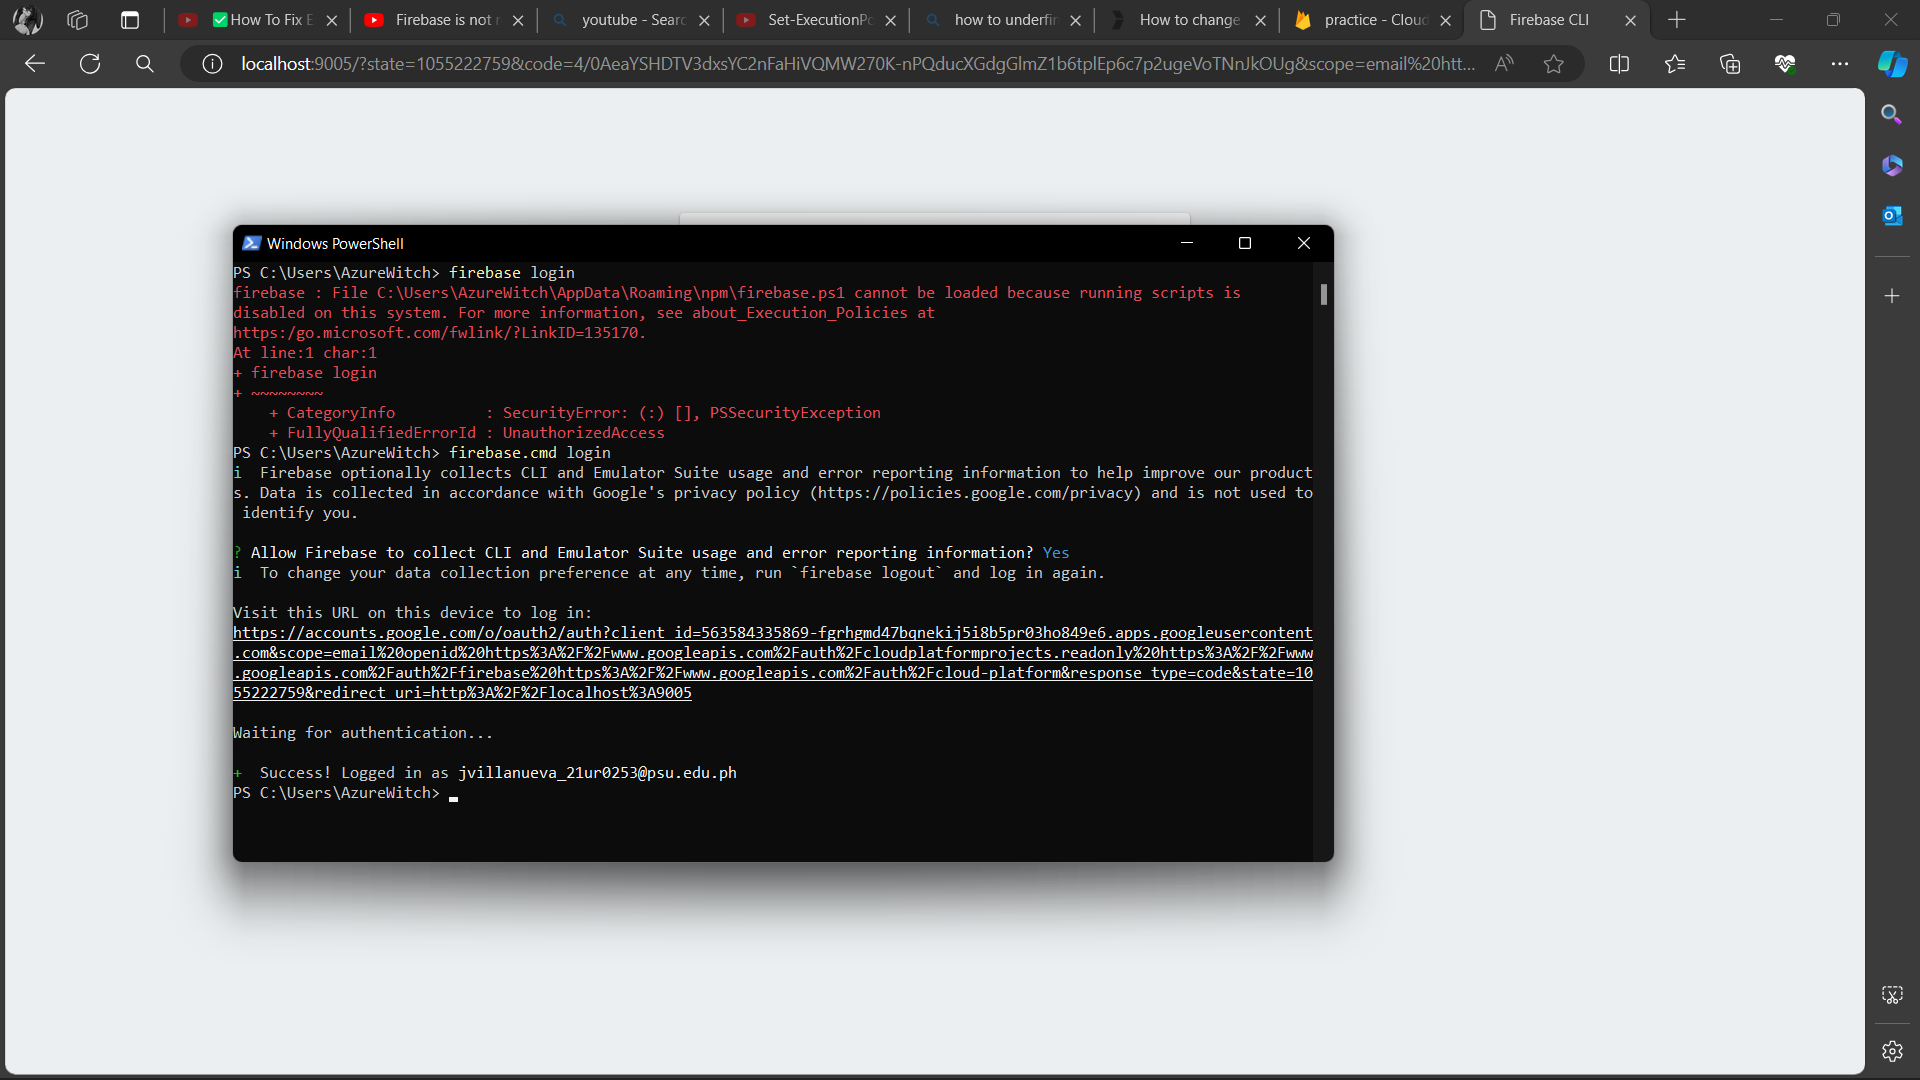 ✅How To Fix E
Firebase is not r
youtube - Searc
Set-ExecutionPo
how to underfin
How to change
practice - Cloud
Firebase CLI
localhost:9005/?state=1055222759&code=4/0AeaYSHDTV3dxsYC2nFaHiVQMW270K-nPQducXGdgGlmZ1b6tplEp6c7p2ugeVoTNnJkOUg&scope=email%20htt...
Windows PowerShell
PS C:\Users\AzureWitch> firebase login
firebase : File C:\Users\AzureWitch\AppData\Roaming\npm\firebase.ps1 cannot be loaded because running scripts is
disabled on this system. For more information, see about_Execution_Policies at
https:/go.microsoft.com/fwlink/?LinkID=135170.
At line:1 char:1
+ firebase login
+ ~~~~~~~~
+ CategoryInfo          : SecurityError: (:) [], PSSecurityException
+ FullyQualifiedErrorId : UnauthorizedAccess
PS C:\Users\AzureWitch> firebase.cmd login
i  Firebase optionally collects CLI and Emulator Suite usage and error reporting information to help improve our product
s. Data is collected in accordance with Google's privacy policy (https://policies.google.com/privacy) and is not used to
identify you.
? Allow Firebase to collect CLI and Emulator Suite usage and error reporting information? Yes
i  To change your data collection preference at any time, run `firebase logout` and log in again.
Visit this URL on this device to log in:
https://accounts.google.com/o/oauth2/auth?client_id=563584335869-fgrhgmd47bqnekij5i8b5pr03ho849e6.apps.googleusercontent
.com&scope=email%20openid%20https%3A%2F%2Fwww.googleapis.com%2Fauth%2Fcloudplatformprojects.readonly%20https%3A%2F%2Fwww
.googleapis.com%2Fauth%2Ffirebase%20https%3A%2F%2Fwww.googleapis.com%2Fauth%2Fcloud-platform&response_type=code&state=10
55222759&redirect_uri=http%3A%2F%2Flocalhost%3A9005
Waiting for authentication...
+  Success! Logged in as jvillanueva_21ur0253@psu.edu.ph
PS C:\Users\AzureWitch>